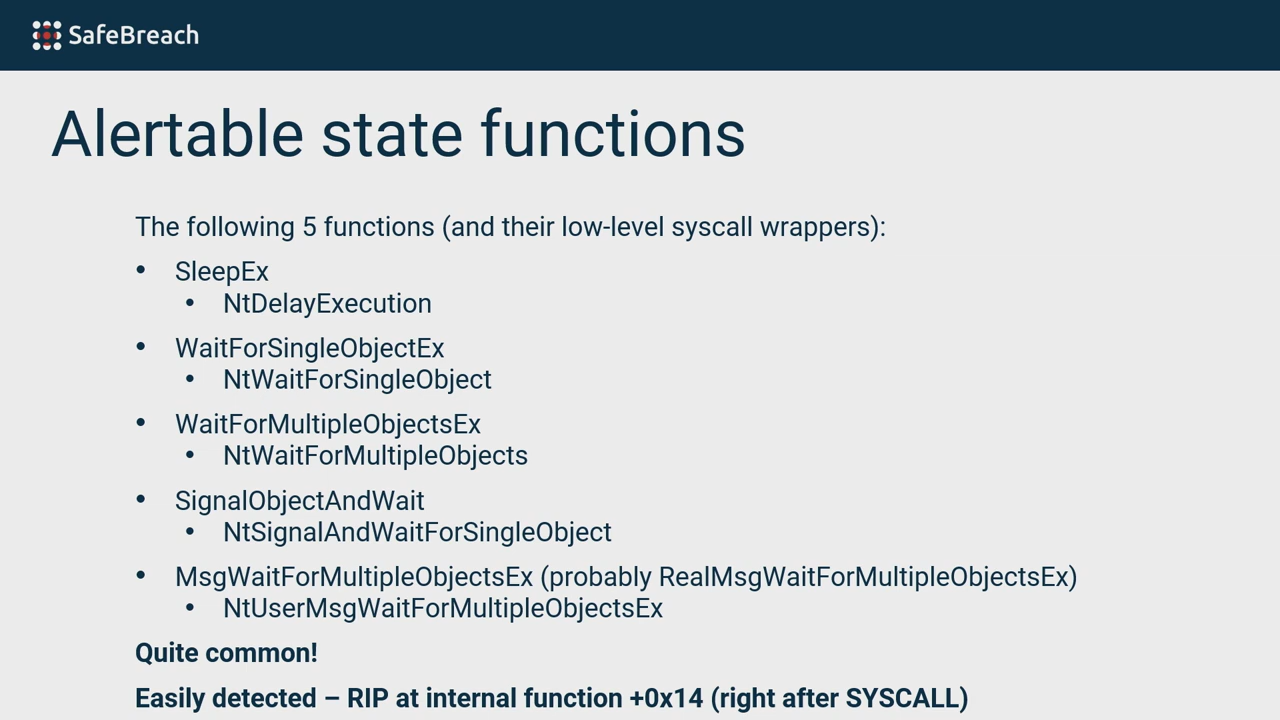 SafeBreach
Alertable state functions
The following 5 functions (and their low-level syscall wrappers):
• SleepEx
• NtDelayExecution
• WaitForSingleObjectEx
• NtWaitForSingleObject
• WaitForMultipleObjectsEx
• NtWaitForMultipleObjects
• SignalObjectAndWait
• NtSignalAndWaitForSingleObject
• MsgWaitForMultipleObjectsEx (probably RealMsgWaitForMultipleObjectsEx)
• NtUserMsgWaitForMultipleObjectsEx
Quite common!
Easily detected – RIP at internal function +0x14 (right after SYSCALL)